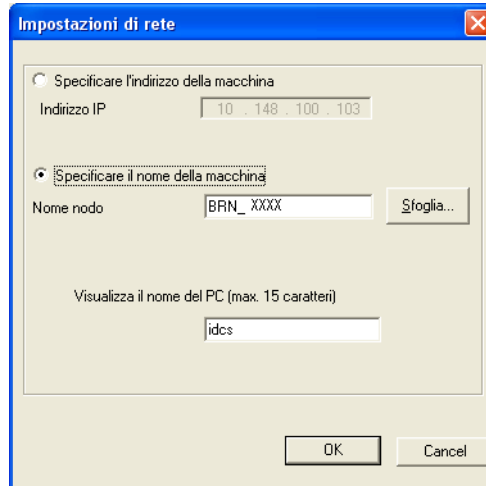 Impostazioni di rete
Specificare l'indirizzo della macchina
Indirizzo IP 10 . 148 . 100 . 103
Specificare il nome della macchina
Nome nodo BRN_ XXXX Sfoglia...
Visualizza il nome del PC (max. 15 caratteri)
idcs
OK Cancel